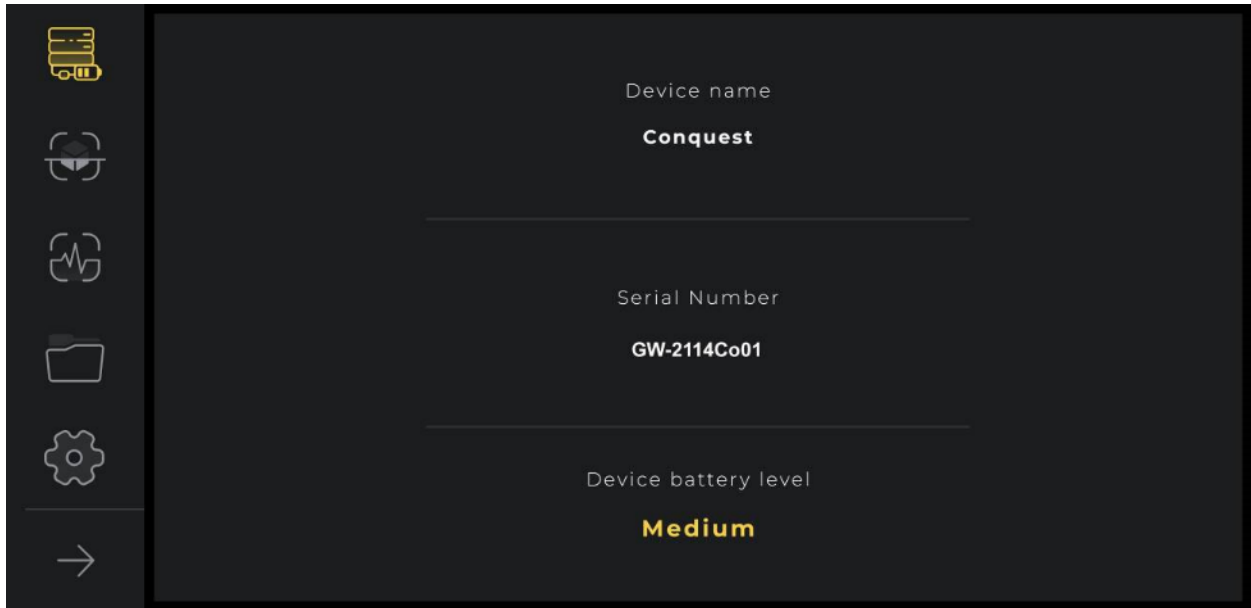 Device name
Conquest
Serial Number
GW-2114Co01
Device battery level
Medium